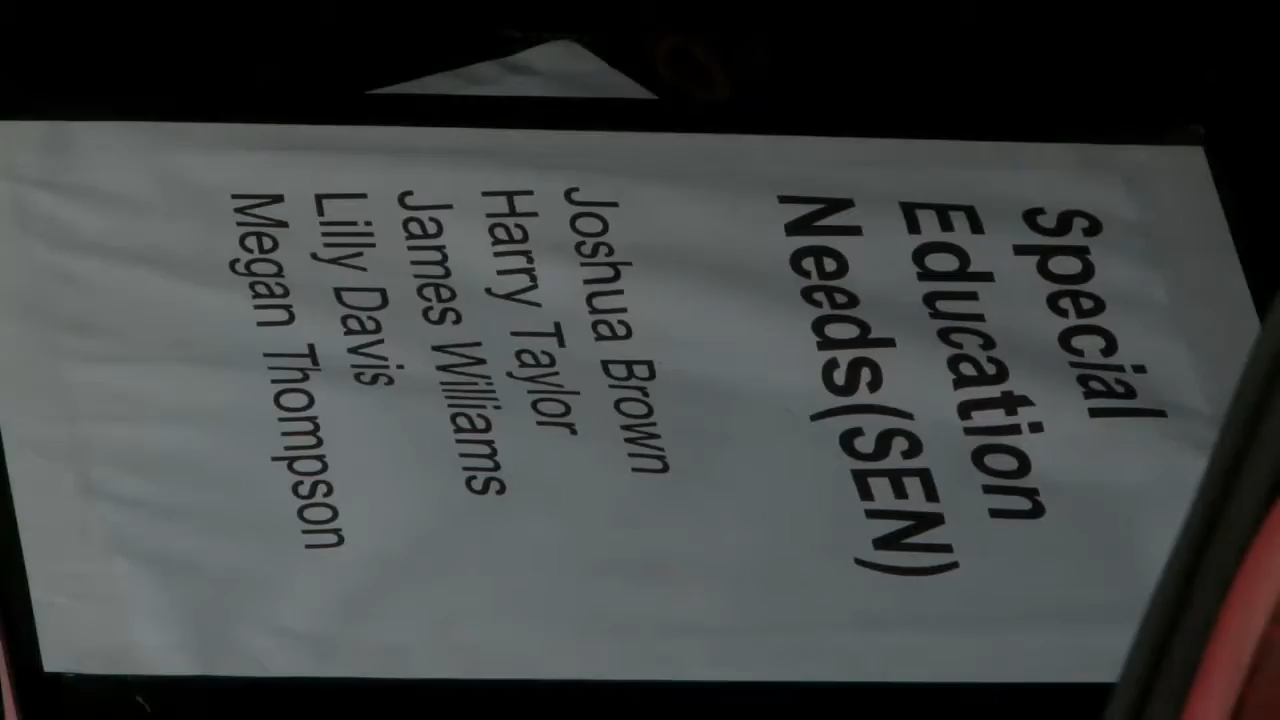 Special
Education
Needs(SEN)
Joshua Brown
Harry Taylor
James Williams
Lilly Davis
Megan Thompson